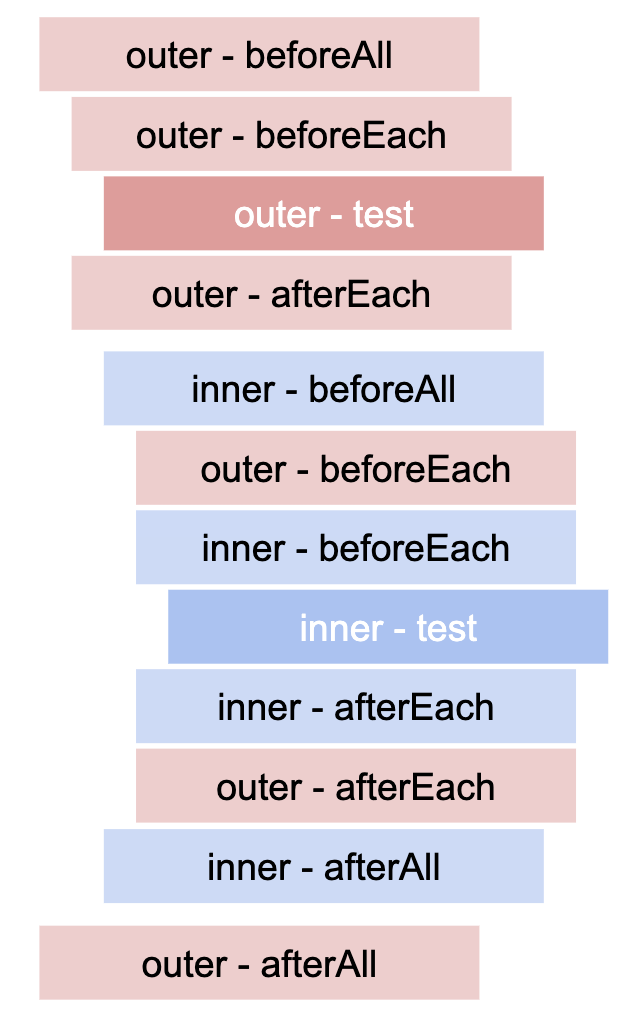 outer - beforeAll
outer - beforeEach
outer - test
outer - afterEach
inner - beforeAll
outer - beforeEach
inner - beforeEach
inner - test
inner - afterEach
outer - afterEach
inner - afterAll
outer - afterAll